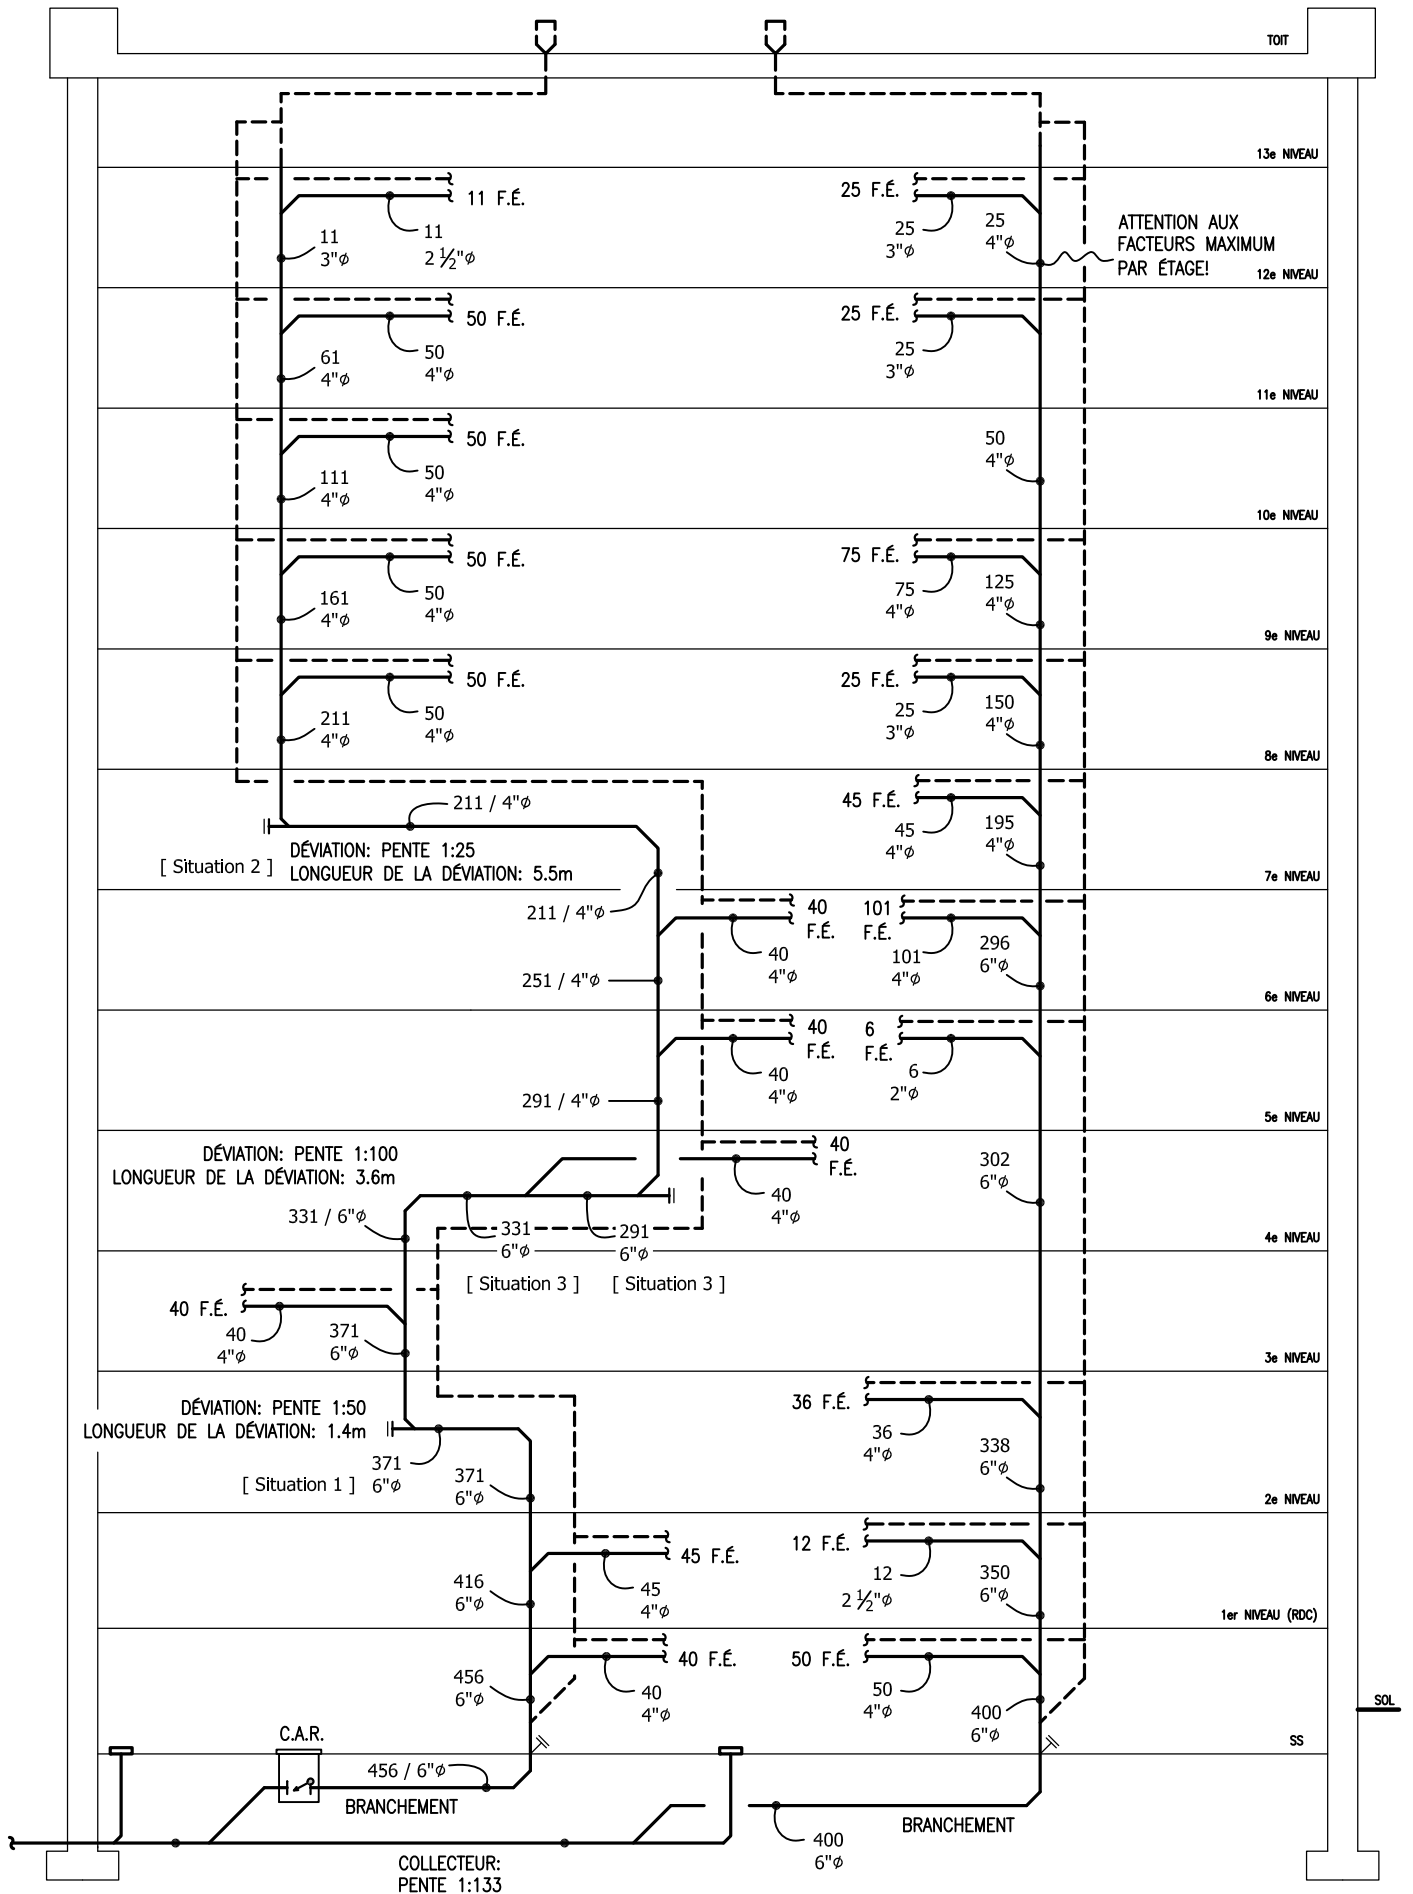 TOIT
13e NIVEAU
11 F.É.
11
2 ½"ø
11
3"ø
25 F.É.
25
3"ø
25
4"ø
ATTENTION AUX
FACTEURS MAXIMUM
PAR ÉTAGE!
12e NIVEAU
50 F.É.
50
4"ø
61
4"ø
25 F.É.
25
3"ø
11e NIVEAU
50 F.É.
50
4"ø
111
4"ø
50
4"ø
10e NIVEAU
50 F.É.
50
4"ø
161
4"ø
75 F.É.
75
4"ø
125
4"ø
9e NIVEAU
50 F.É.
50
4"ø
211
4"ø
25 F.É.
25
3"ø
150
4"ø
8e NIVEAU
211 / 4"ø
[ Situation 2 ]
DÉVIATION: PENTE 1:25
LONGUEUR DE LA DÉVIATION: 5.5m
45 F.É.
45
4"ø
195
4"ø
7e NIVEAU
211 / 4"ø
40
F.É.
40
4"ø
251 / 4"ø
101
F.É.
101
4"ø
296
6"ø
6e NIVEAU
40
F.É.
40
4"ø
291 / 4"ø
6
F.É.
6
2"ø
5e NIVEAU
DÉVIATION: PENTE 1:100
LONGUEUR DE LA DÉVIATION: 3.6m
40
F.É.
40
4"ø
302
6"ø
331 / 6"ø
331
6"ø
291
6"ø
4e NIVEAU
[ Situation 3 ]
[ Situation 3 ]
40 F.É.
40
4"ø
371
6"ø
3e NIVEAU
DÉVIATION: PENTE 1:50
LONGUEUR DE LA DÉVIATION: 1.4m
[ Situation 1 ]
371
6"ø
371
6"ø
36 F.É.
36
4"ø
338
6"ø
2e NIVEAU
45 F.É.
45
4"ø
416
6"ø
12 F.É.
12
2 ½"ø
350
6"ø
1er NIVEAU (RDC)
40 F.É.
40
4"ø
456
6"ø
50 F.É.
50
4"ø
400
6"ø
SOL
SS
C.A.R.
456 / 6"ø
BRANCHEMENT
BRANCHEMENT
400
6"ø
COLLECTEUR:
PENTE 1:133